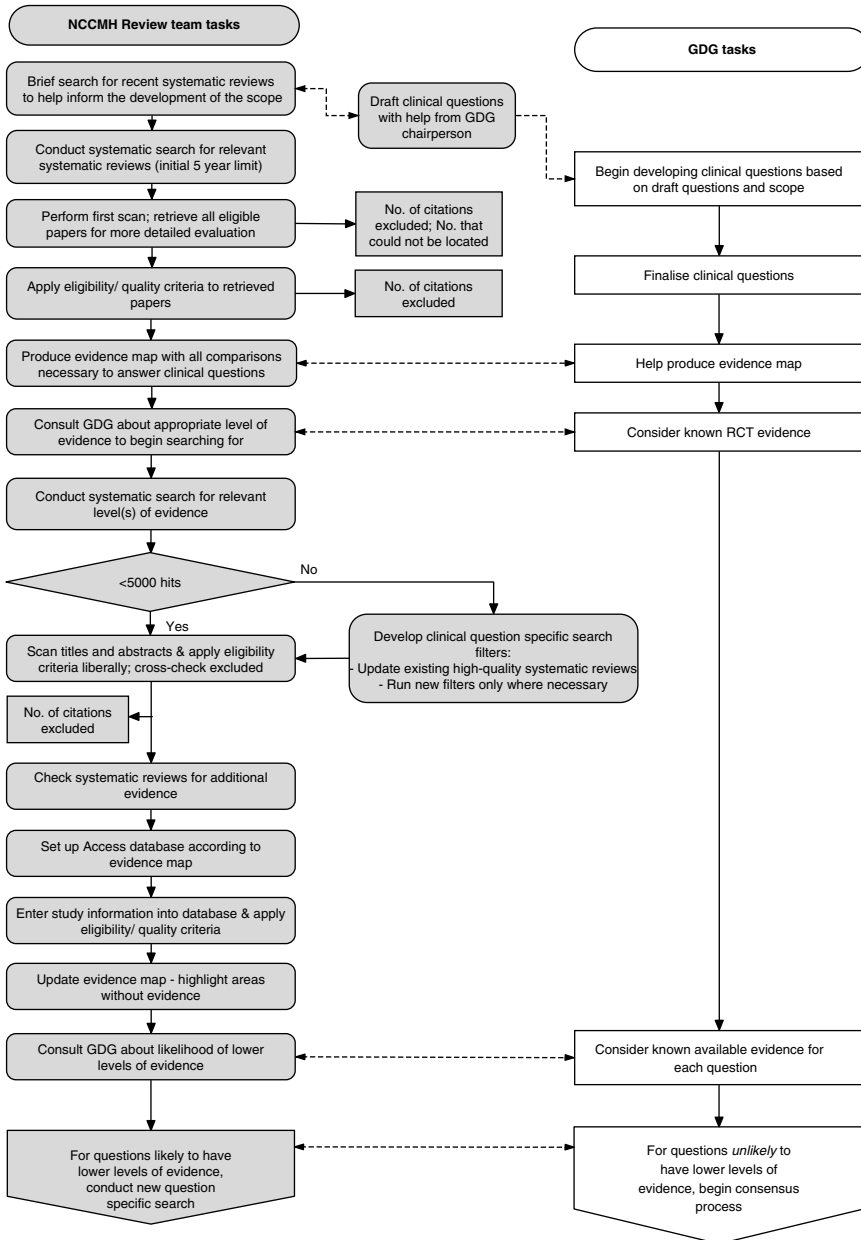 NCCMH Review team tasks
GDG tasks
Brief search for recent systematic reviews
to help inform the development of the scope
Draft clinical questions
with help from GDG
chairperson
Conduct systematic search for relevant
systematic reviews (initial 5 year limit)
Begin developing clinical questions based
on draft questions and scope
Perform first scan; retrieve all eligible
papers for more detailed evaluation
No. of citations
excluded; No. that
could not be located
Apply eligibility/ quality criteria to retrieved
papers
No. of citations
excluded
Finalise clinical questions
Produce evidence map with all comparisons
necessary to answer clinical questions
Help produce evidence map
Consult GDG about appropriate level of
evidence to begin searching for
Consider known RCT evidence
Conduct systematic search for relevant
level(s) of evidence
<5000 hits
No
Yes
Develop clinical question specific search
filters:
- Update existing high-quality systematic reviews
- Run new filters only where necessary
Scan titles and abstracts & apply eligibility
criteria liberally; cross-check excluded
No. of citations
excluded
Check systematic reviews for additional
evidence
Set up Access database according to
evidence map
Enter study information into database & apply
eligibility/ quality criteria
Update evidence map - highlight areas
without evidence
Consult GDG about likelihood of lower
levels of evidence
Consider known available evidence for
each question
For questions likely to have
lower levels of evidence,
conduct new question
specific search
For questions unlikely to
have lower levels of
evidence, begin consensus
process